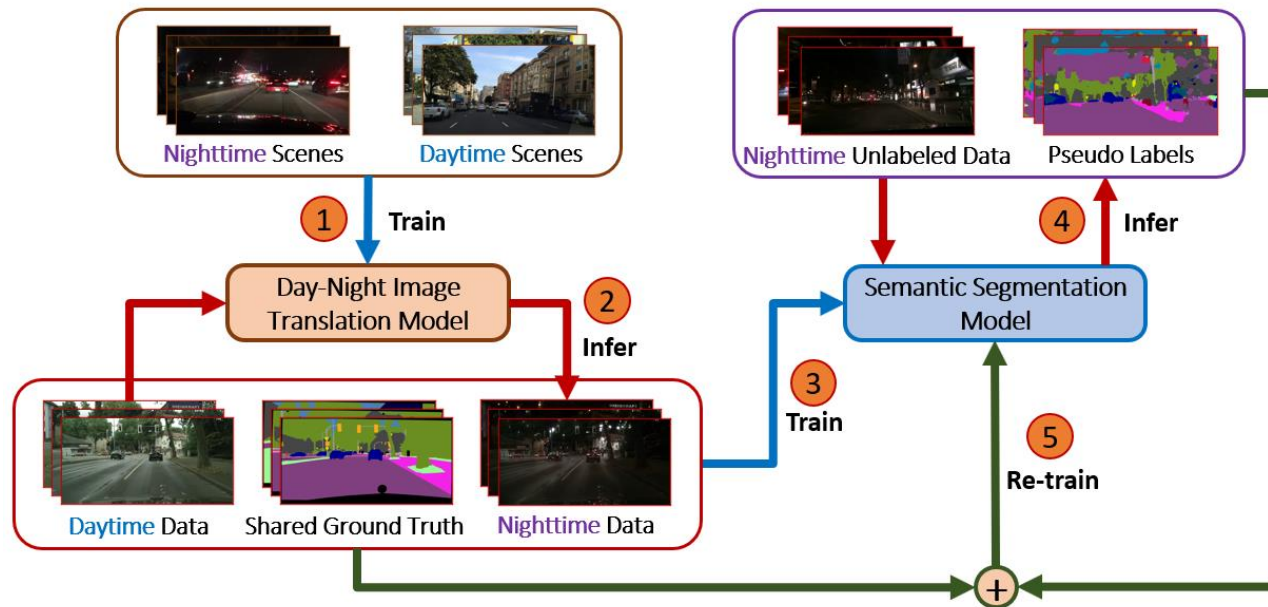 Nighttime Scenes
Daytime Scenes
Nighttime Unlabeled Data
Pseudo Labels
1
Train
4
Infer
Day-Night Image
Translation Model
2
Infer
Semantic Segmentation
Model
3
Train
5
Re-train
Daytime Data
Shared Ground Truth
Nighttime Data
+